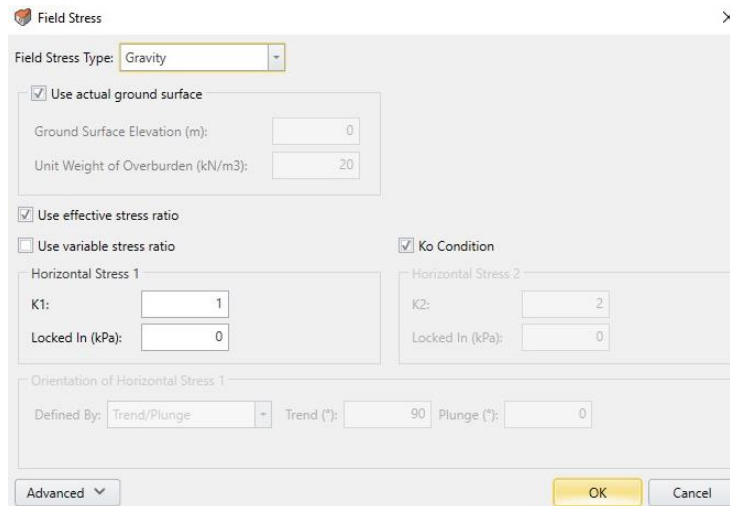 Field Stress
Field Stress Type: Gravity
Use actual ground surface
Ground Surface Elevation (m): 0
Unit Weight of Overburden (kN/m3): 20
Use effective stress ratio
Use variable stress ratio Ko Condition
Horizontal Stress 1 Horizontal Stress 2
K1: 1 K2: 2
Locked In (kPa): 0 Locked In (kPa): 0
Orientation of Horizontal Stress 1
Defined By: Trend/Plunge Trend (°): 90 Plunge (°): 0
Advanced OK Cancel